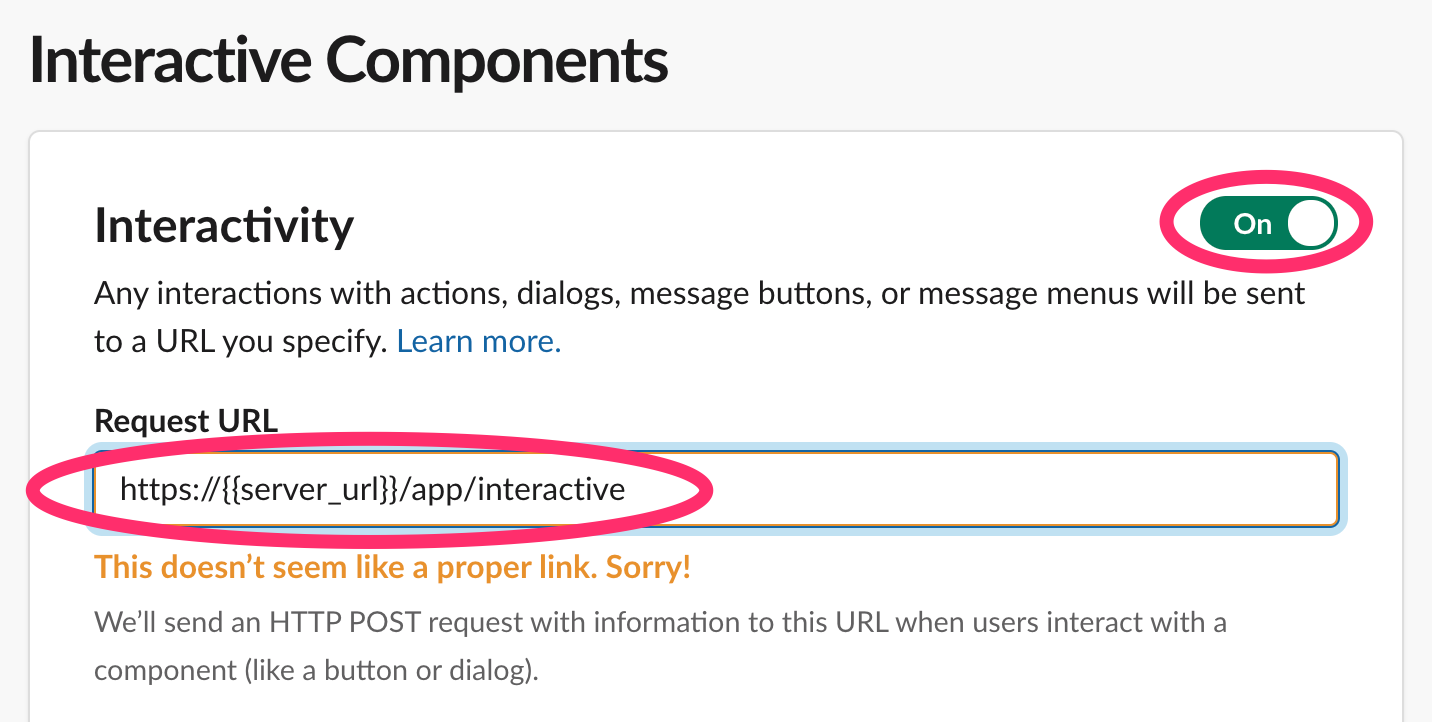 Interactive Components
Interactivity
On
Any interactions with actions, dialogs, message buttons, or message menus will be sent
to a URL you specify. Learn more.
Request URL
https://{{server_url}}/app/interactive
This doesn’t seem like a proper link. Sorry!
We’ll send an HTTP POST request with information to this URL when users interact with a
component (like a button or dialog).